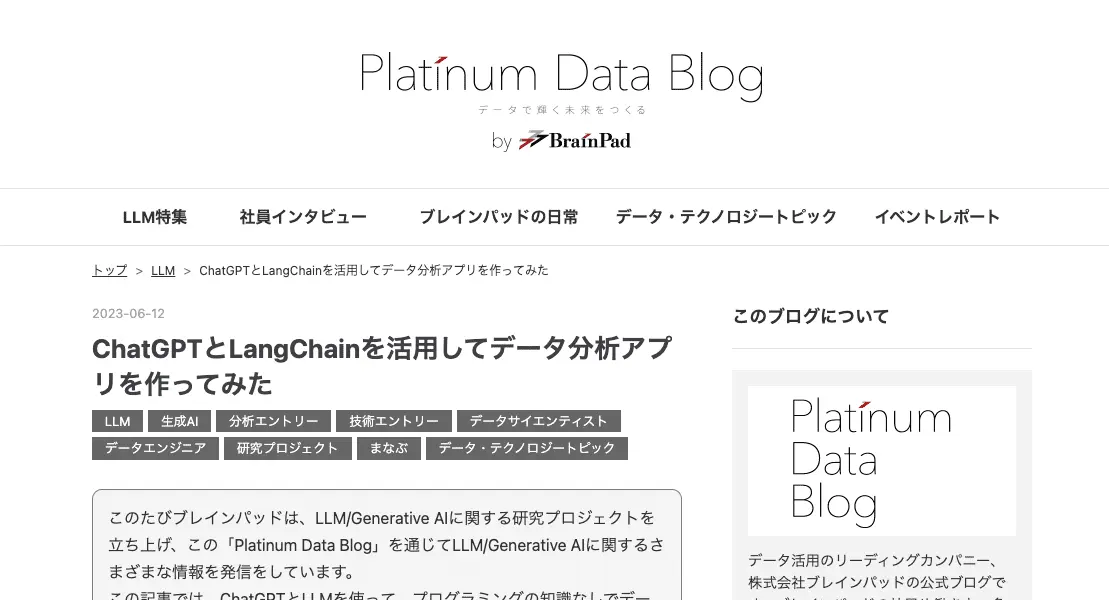 Platinum Data Blog
データで輝く未来をつくる
by BrainPad
LLM特集 社員インタビュー ブレインパッドの日常 データ・テクノロジートピック イベントレポート
トップ > LLM > ChatGPTとLangChainを活用してデータ分析アプリを作ってみた
2023-06-12
ChatGPTとLangChainを活用してデータ分析アプ
リを作ってみた
LLM 生成AI 分析エントリー 技術エントリー データサイエンティスト
データエンジニア 研究プロジェクト まなぶ データ・テクノロジートピック
このたびブレインパッドは、LLM/Generative AIに関する研究プロジェクトを
立ち上げ、この「Platinum Data Blog」を通じてLLM/Generative AIに関するさ
まざまな情報を発信をしています。
この記事では、ChatGPTとLLMを使って、プログラミングの知識なしでデー
このブログについて
Platinum
Data
Blog
データ活用のリーディングカンパニー、
株式会社ブレインパッドの公式ブログで